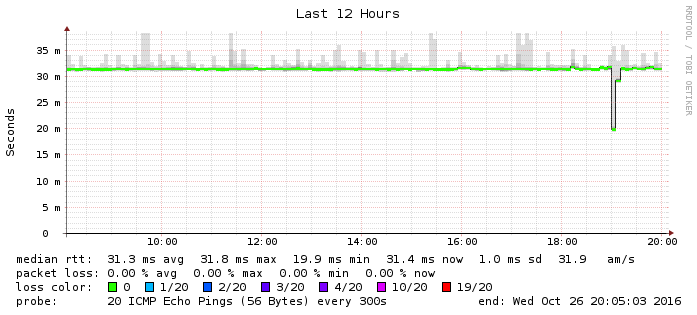 Last 12 Hours
RRDTOOL / TOBI OETIKER
Seconds
35 m
30 m
25 m
20 m
15 m
10 m
5 m
0
10:00 12:00 14:00 16:00 18:00 20:00
median rtt: 31.3 ms avg 31.8 ms max 19.9 ms min 31.4 ms now 1.0 ms sd 31.9 am/s
packet loss: 0.00 % avg 0.00 % max 0.00 % min 0.00 % now
loss color: 0 1/20 2/20 3/20 4/20 10/20 19/20
probe: 20 ICMP Echo Pings (56 Bytes) every 300s end: Wed Oct 26 20:05:03 2016